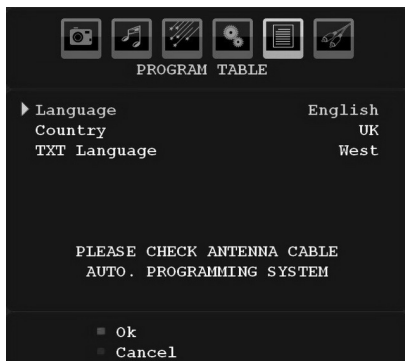 PROGRAM TABLE
Language English
Country UK
TXT Language West
PLEASE CHECK ANTENNA CABLE
AUTO. PROGRAMMING SYSTEM
Ok
Cancel